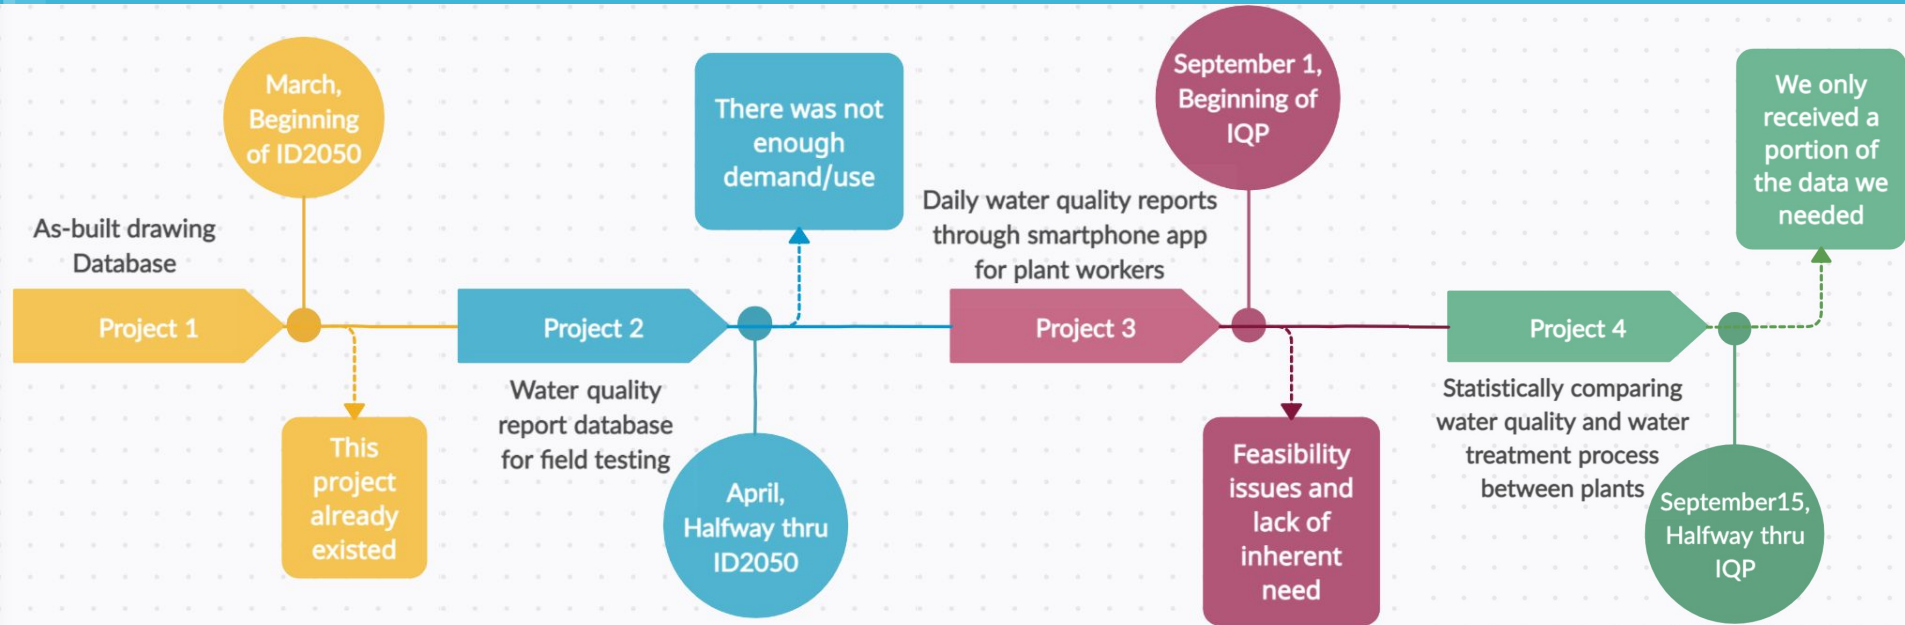 As-built drawing
Database
Project 1
March,
Beginning
of ID2050
This
project
already
existed
Project 2
Water quality
report database
for field testing
April,
Halfway thru
ID2050
There was not
enough
demand/use
Daily water quality reports
through smartphone app
for plant workers
Project 3
September 1,
Beginning of
IQP
Feasibility
issues and
lack of
inherent
need
Project 4
Statistically comparing
water quality and water
treatment process
between plants
September15,
Halfway thru
IQP
We only
received a
portion of
the data we
needed